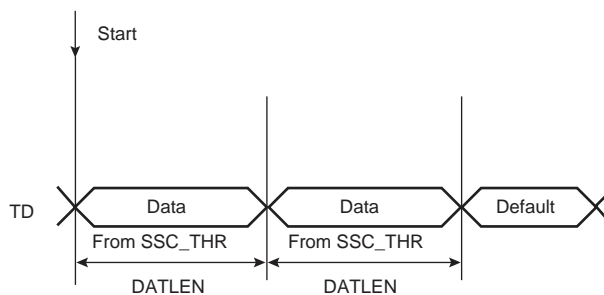 Start
TD
Data
Data
Default
From SSC_THR
From SSC_THR
DATLEN
DATLEN